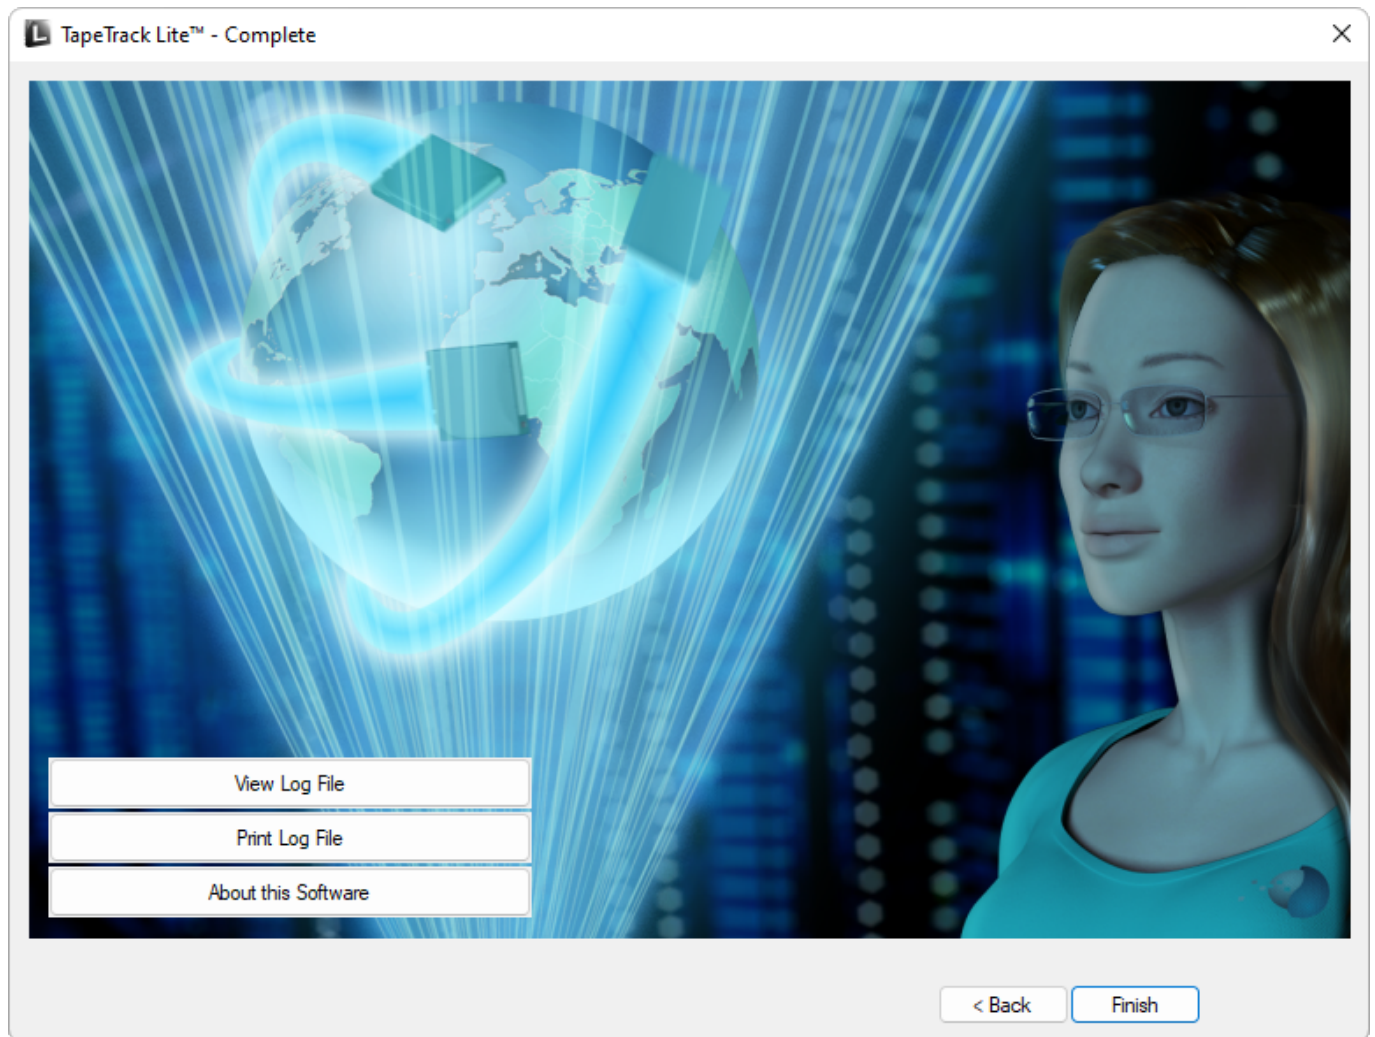 TapeTrack Lite™ - Complete
View Log File
Print Log File
About this Software
< Back
Finish